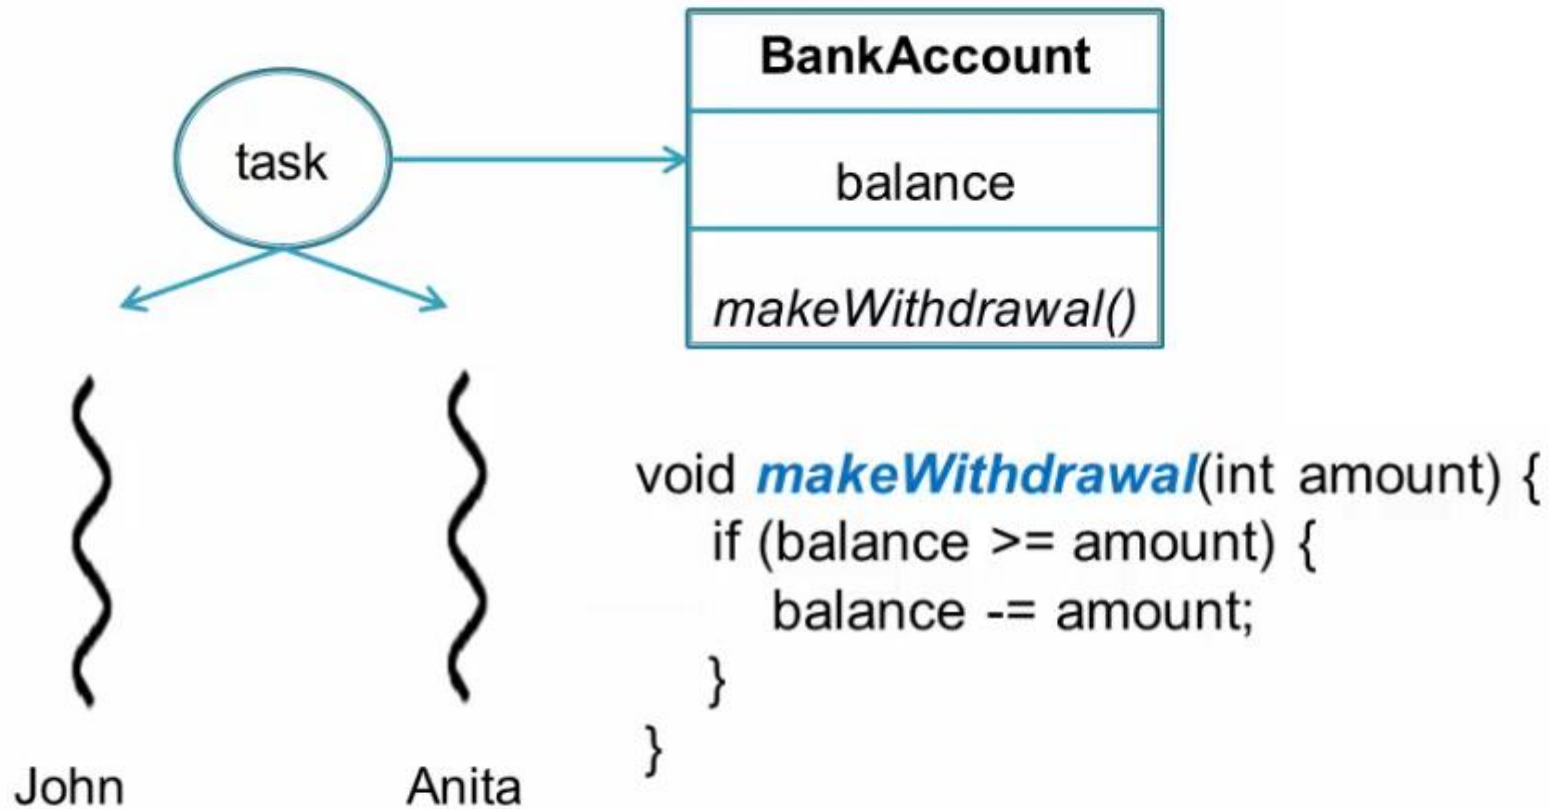 task
BankAccount
balance
makeWithdrawal()
John
Anita
void makeWithdrawal(int amount) {
if (balance >= amount) {
balance -= amount;
}
}